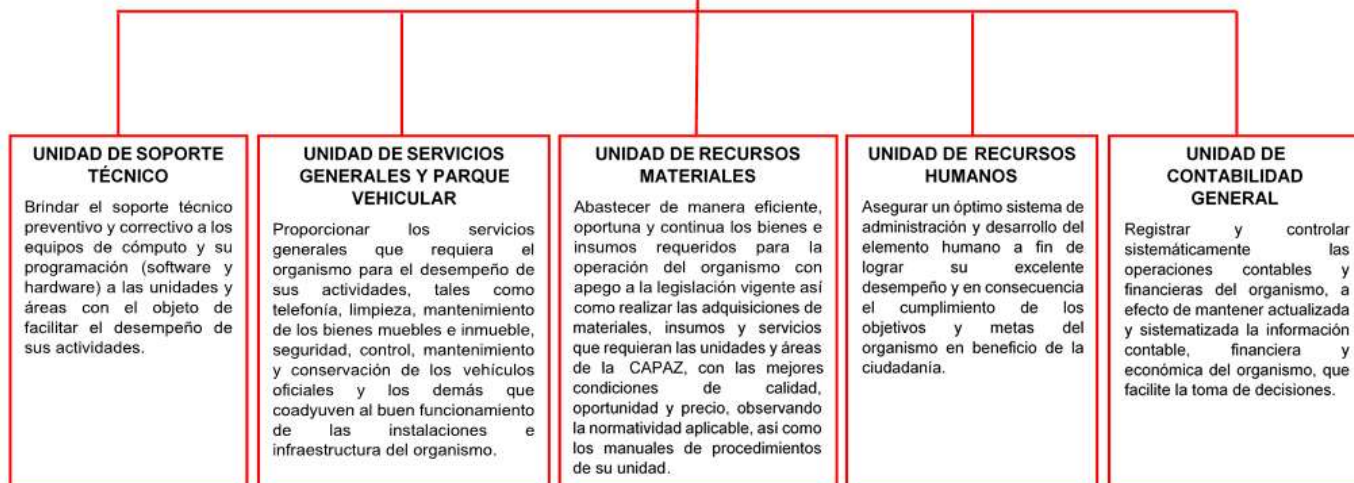 UNIDAD DE SOPORTE
TÉCNICO
Brindar el soporte técnico
preventivo y correctivo a los
equipos de cómputo y su
programación (software y
hardware) a las unidades y
áreas con el objeto de
facilitar el desempeño de
sus actividades.
UNIDAD DE SERVICIOS
GENERALES Y PARQUE
VEHICULAR
Proporcionar los servicios
generales que requiera el
organismo para el desempeño de
sus actividades, tales como
telefonía, limpieza, mantenimiento
de los bienes muebles e inmueble,
seguridad, control, mantenimiento
y conservación de los vehículos
oficiales y los demás que
coadyuven al buen funcionamiento
de las instalaciones e
infraestructura del organismo.
UNIDAD DE RECURSOS
MATERIALES
Abastecer de manera eficiente,
oportuna y continua los bienes e
insumos requeridos para la
operación del organismo con
apego a la legislación vigente así
como realizar las adquisiciones de
materiales, insumos y servicios
que requieran las unidades y áreas
de la CAPAZ, con las mejores
condiciones de calidad,
oportunidad y precio, observando
la normatividad aplicable, así como
los manuales de procedimientos
de su unidad.
UNIDAD DE RECURSOS
HUMANOS
Asegurar un óptimo sistema de
administración y desarrollo del
elemento humano a fin de
lograr su excelente
desempeño y en consecuencia
el cumplimiento de los
objetivos y metas del
organismo en beneficio de la
ciudadanía.
UNIDAD DE
CONTABILIDAD
GENERAL
Registrar y controlar
sistemáticamente las
operaciones contables y
financieras del organismo, a
efecto de mantener actualizada
y sistematizada la información
contable, financiera y
económica del organismo, que
facilite la toma de decisiones.